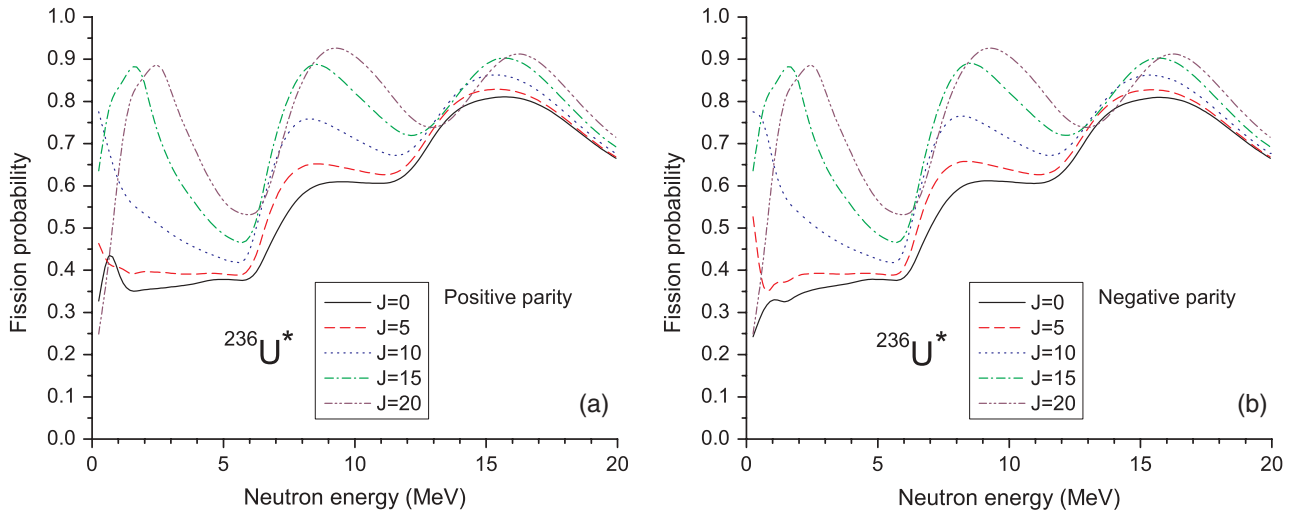 1.0
0.9
0.8
0.7
0.6
0.5
0.4
0.3
0.2
0.1
0.0
Fission probability
0 5 10 15 20
Neutron energy (MeV)
J=0
J=5
J=10
J=15
J=20
Positive parity
236U*
(a)
1.0
0.9
0.8
0.7
0.6
0.5
0.4
0.3
0.2
0.1
0.0
Fission probability
0 5 10 15 20
Neutron energy (MeV)
J=0
J=5
J=10
J=15
J=20
Negative parity
236U*
(b)